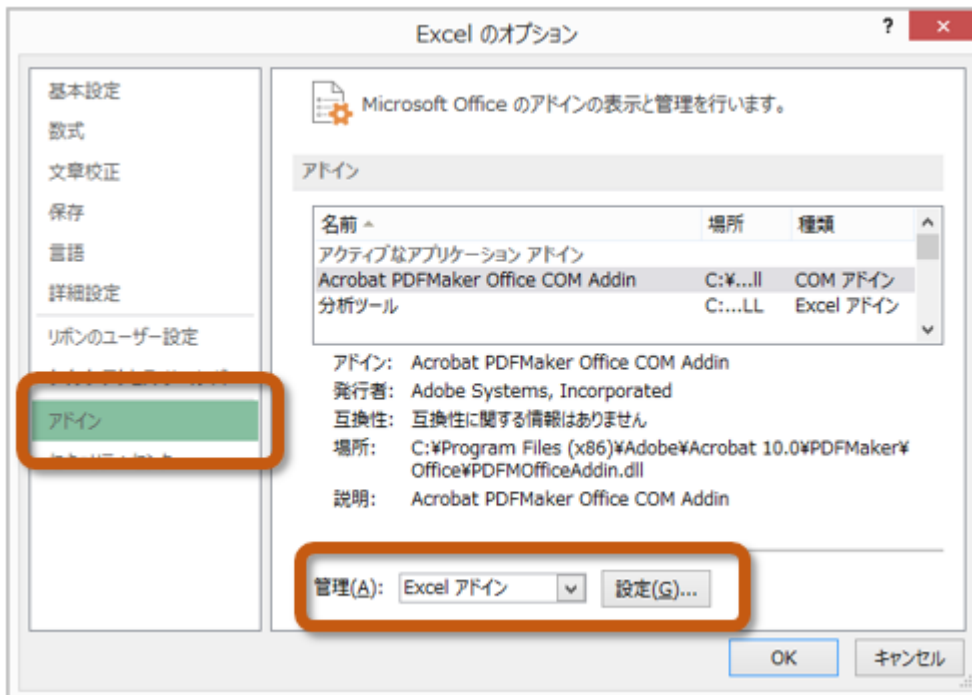 Excel のオプション
?
基本設定
数式
文章校正
保存
言語
詳細設定
リボンのユーザー設定
アドイン
Microsoft Office のアドインの表示と管理を行います。
アドイン
名前 場所 種類
アクティブなアプリケーション アドイン
Acrobat PDFMaker Office COM Addin C:¥...ll COM アドイン
分析ツール C:...LL Excel アドイン
アドイン: Acrobat PDFMaker Office COM Addin
発行者: Adobe Systems, Incorporated
互換性: 互換性に関する情報はありません
場所: C:¥Program Files (x86)¥Adobe¥Acrobat 10.0¥PDFMaker¥
Office¥PDFMOfficeAddin.dll
説明: Acrobat PDFMaker Office COM Addin
管理(A): Excel アドイン 設定(G)...
OK キャンセル